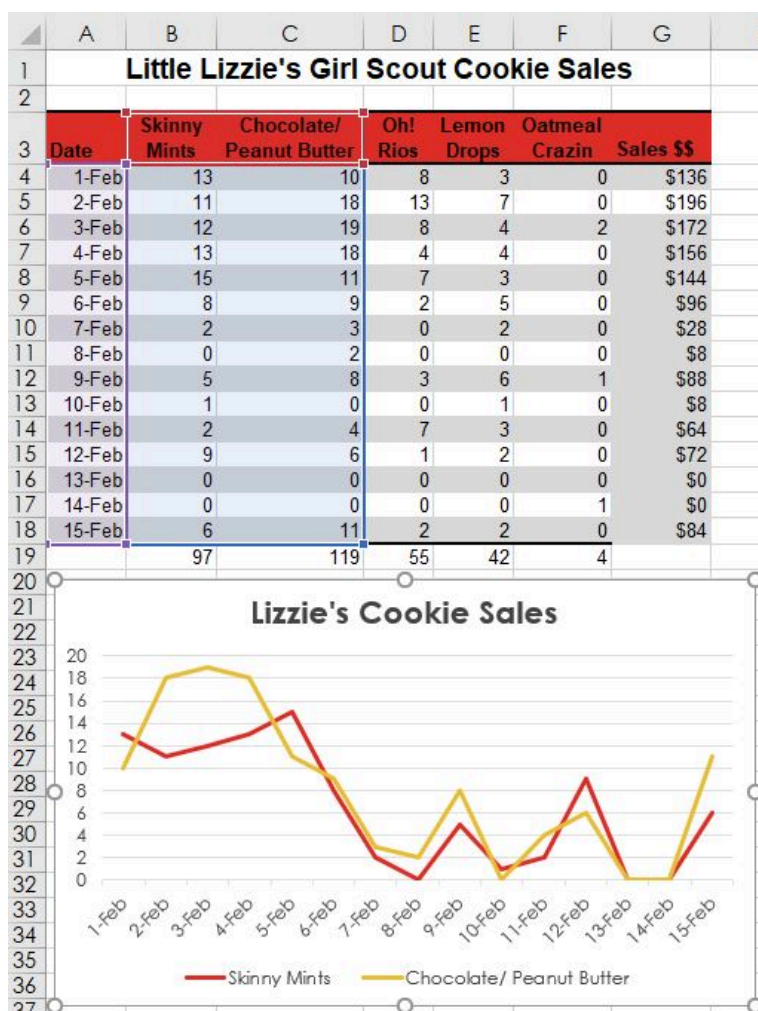 A B C D E F G
1 Little Lizzie's Girl Scout Cookie Sales
2
Skinny Chocolate/ Oh! Lemon Oatmeal
3 Date Mints Peanut Butter Rios Drops Crazin Sales $$
4 1-Feb 13 10 8 3 0 $136
5 2-Feb 11 18 13 7 0 $196
6 3-Feb 12 19 8 4 2 $172
7 4-Feb 13 18 4 4 0 $156
8 5-Feb 15 11 7 3 0 $144
9 6-Feb 8 9 2 5 0 $96
10 7-Feb 2 3 0 2 0 $28
11 8-Feb 0 2 0 0 0 $8
12 9-Feb 5 8 3 6 1 $88
13 10-Feb 1 0 0 1 0 $8
14 11-Feb 2 4 7 3 0 $64
15 12-Feb 9 6 1 2 0 $72
16 13-Feb 0 0 0 0 0 $0
17 14-Feb 0 0 0 0 1 $0
18 15-Feb 6 11 2 2 0 $84
19 97 119 55 42 4
20
21
22
23
24
25
26
27
28
29
30
31
32
33
34
35
36
37
Lizzie's Cookie Sales
20
18
16
14
12
10
8
6
4
2
0
1-Feb 2-Feb 3-Feb 4-Feb 5-Feb 6-Feb 7-Feb 8-Feb 9-Feb 10-Feb 11-Feb 12-Feb 13-Feb 14-Feb 15-Feb
Skinny Mints Chocolate/ Peanut Butter